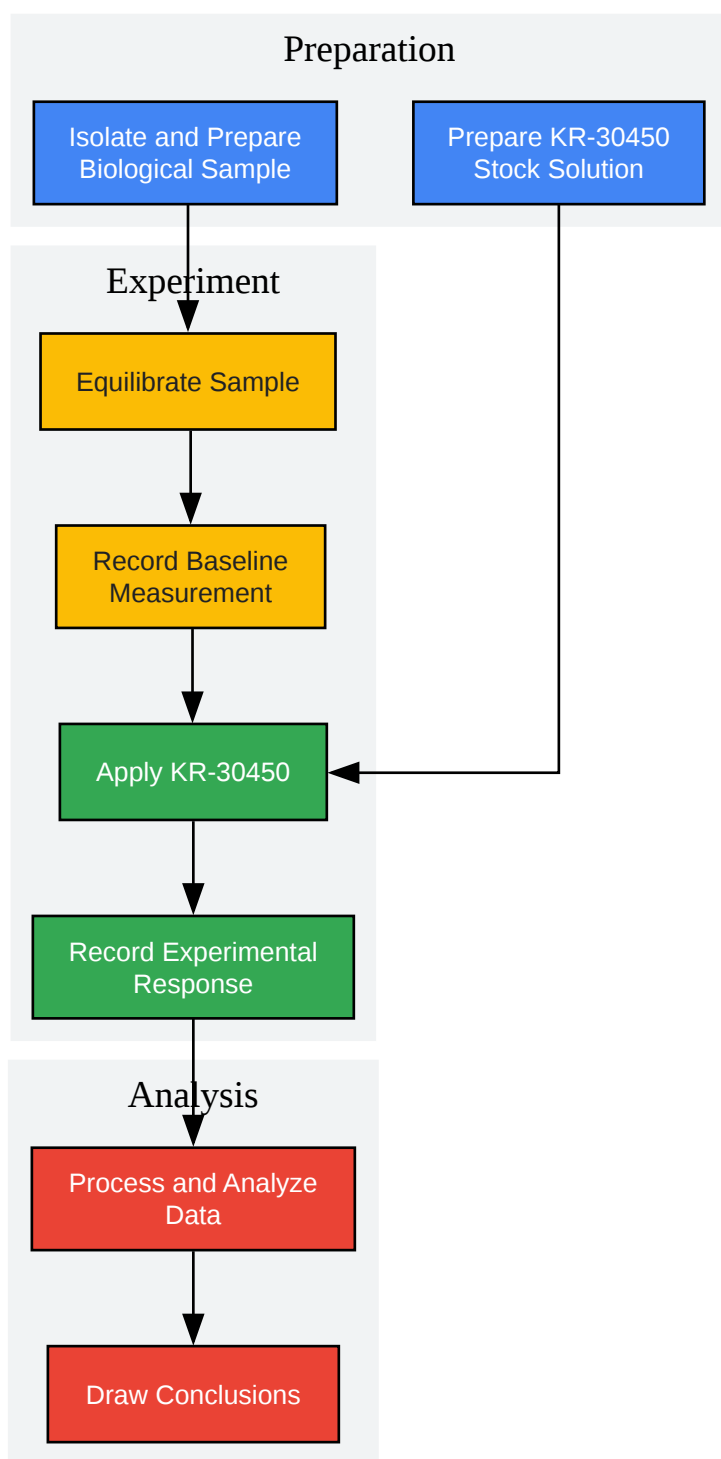 Preparation
Isolate and Prepare
Biological Sample
Prepare KR-30450
Stock Solution
Experiment
Equilibrate Sample
Record Baseline
Measurement
Apply KR-30450
Record Experimental
Response
Analysis
Process and Analyze
Data
Draw Conclusions